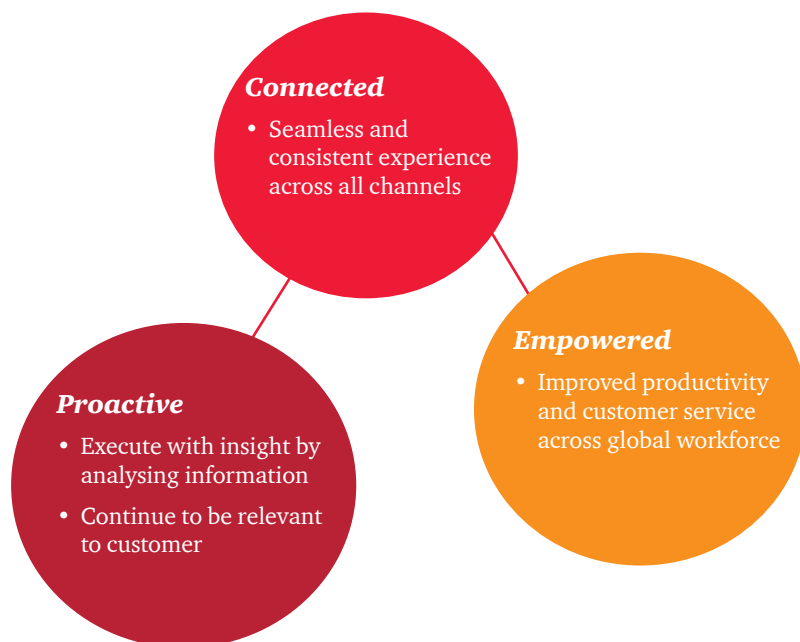 Connected
• Seamless and
consistent experience
across all channels
Empowered
• Improved productivity
and customer service
across global workforce
Proactive
• Execute with insight by
analysing information
• Continue to be relevant
to customer